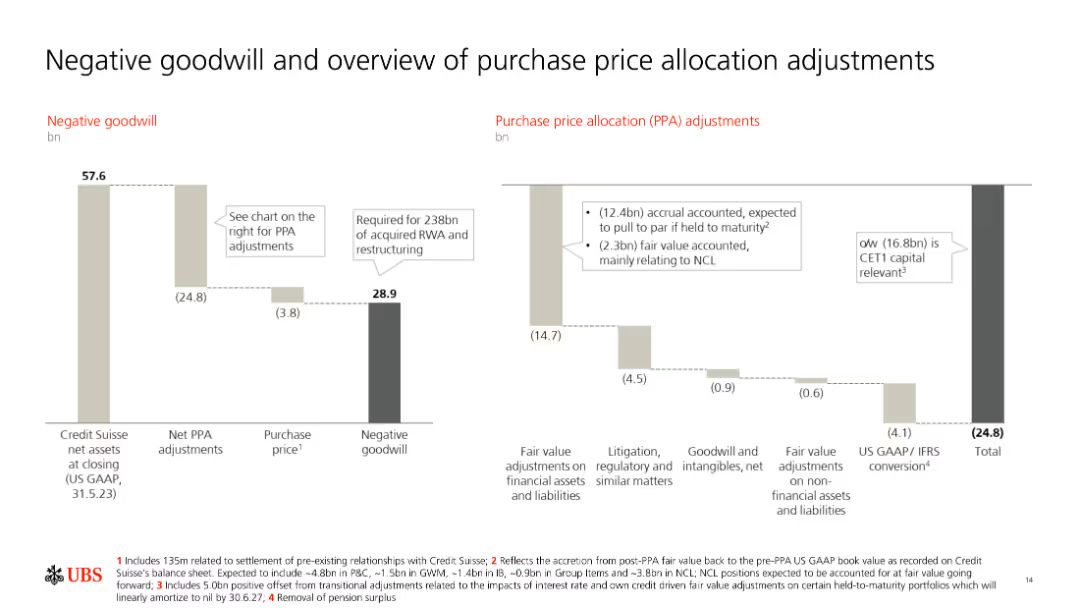 Negative goodwill and overview of purchase price allocation adjustments
Negative goodwill
bn
57.6
See chart on the
right for PPA
adjustments
Required for 238bn
of acquired RWA and
restructuring
(24.8)
(3.8)
28.9
Credit Suisse
net assets
at closing
(US GAAP,
31.5.23)
Net PPA
adjustments
Purchase
price1
Negative
goodwill
Purchase price allocation (PPA) adjustments
bn
• (12.4bn) accrual accounted, expected
to pull to par if held to maturity2
• (2.3bn) fair value accounted,
mainly relating to NCL
o/w (16.8bn) is
CET1 capital
relevant3
(14.7)
(4.5)
(0.9)
(0.6)
(4.1)
(24.8)
Fair value
adjustments on
financial assets
and liabilities
Litigation,
regulatory and
similar matters
Goodwill and
intangibles, net
Fair value
adjustments
on non-
financial assets
and liabilities
US GAAP/ IFRS
conversion4
Total
UBS
1 Includes 135m related to settlement of pre-existing relationships with Credit Suisse; 2 Reflects the accretion from post-PPA fair value back to the pre-PPA US GAAP book value as recorded on Credit
Suisse's balance sheet. Expected to include ~4.8bn in P&C, ~1.5bn in GWM, ~1.4bn in IB, ~0.9bn in Group Items and ~3.8bn in NCL; NCL positions expected to be accounted for at fair value going
forward; 3 Includes 5.0bn positive offset from transitional adjustments related to the impacts of interest rate and own credit driven fair value adjustments on certain held-to-maturity portfolios which will
linearly amortize to nil by 30.6.27; 4 Removal of pension surplus
14